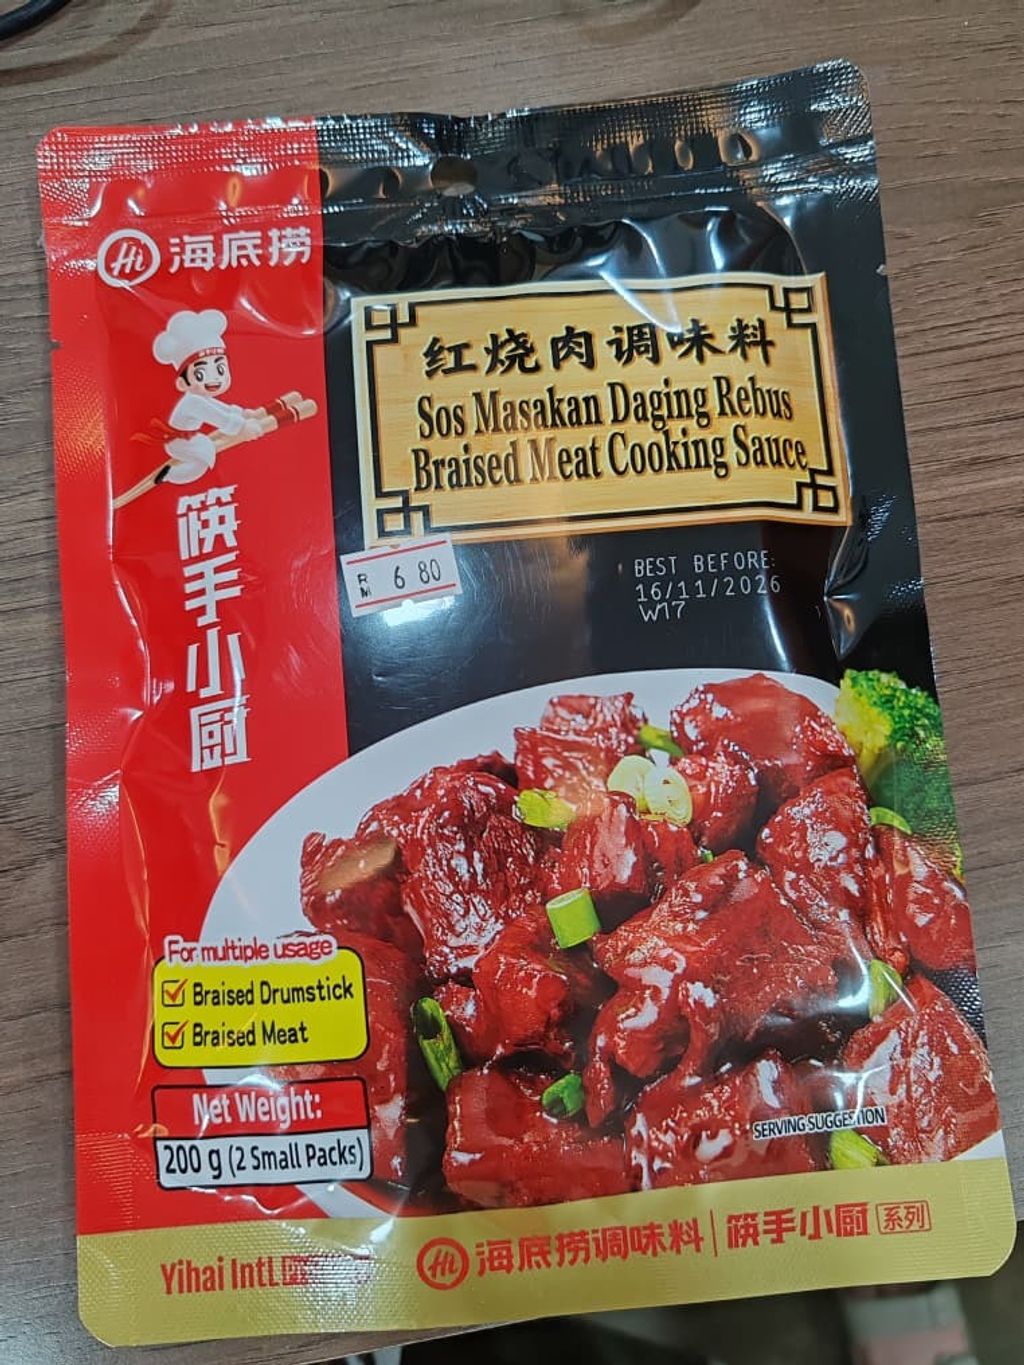 Hi 海底捞
红烧肉调味料
Sos Masakan Daging Rebus
Braised Meat Cooking Sauce
筷手小厨
RM 6 80
BEST BEFORE:
16/11/2026
W17
For multiple usage
Braised Drumstick
Braised Meat
Net Weight:
200 g (2 Small Packs)
SERVING SUGGESTION
Yihai Intl.
Hi 海底捞调味料 | 筷手小厨 系列